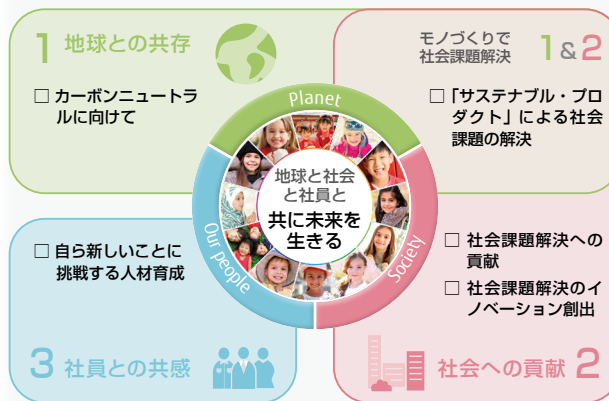 1 地球との共存
□ カーボンニュートラ
ルに向けて
モノづくりで
社会課題解決
1 & 2
□ 「サステナブル・プロ
ダクト」による社会
課題の解決
Planet
Our people
Society
地球と社会
と社員と
共に未来を
生きる
□ 自ら新しいことに
挑戦する人材育成
3 社員との共感
□ 社会課題解決への
貢献
□ 社会課題解決のイ
ノベーション創出
社会への貢献 2